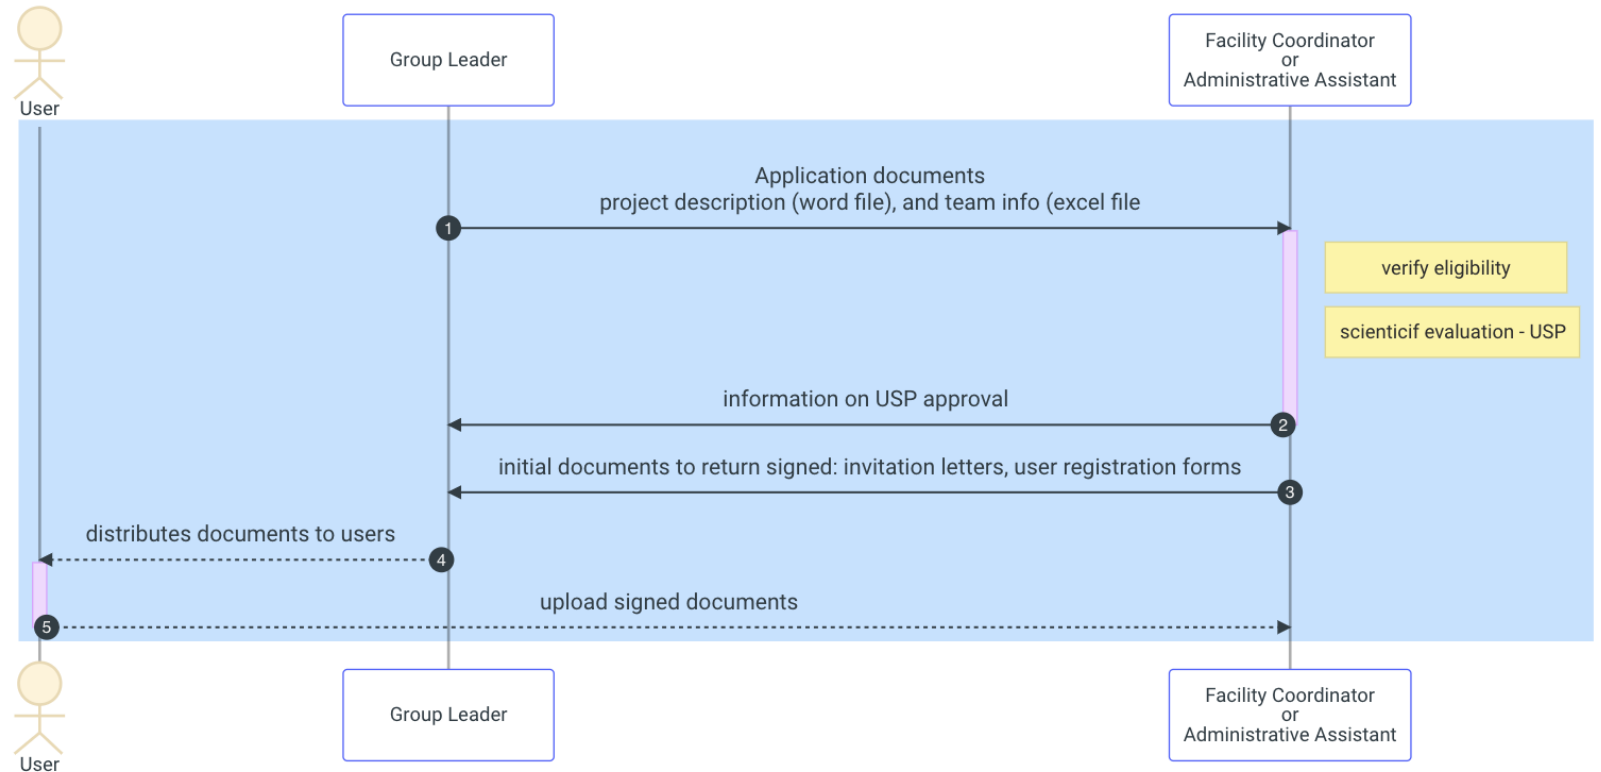 User
Group Leader
Facility Coordinator
or
Administrative Assistant
Application documents
project description (word file), and team info (excel file
1
verify eligibility
scienticif evaluation - USP
information on USP approval
2
initial documents to return signed: invitation letters, user registration forms
3
distributes documents to users
4
upload signed documents
5
User
Group Leader
Facility Coordinator
or
Administrative Assistant